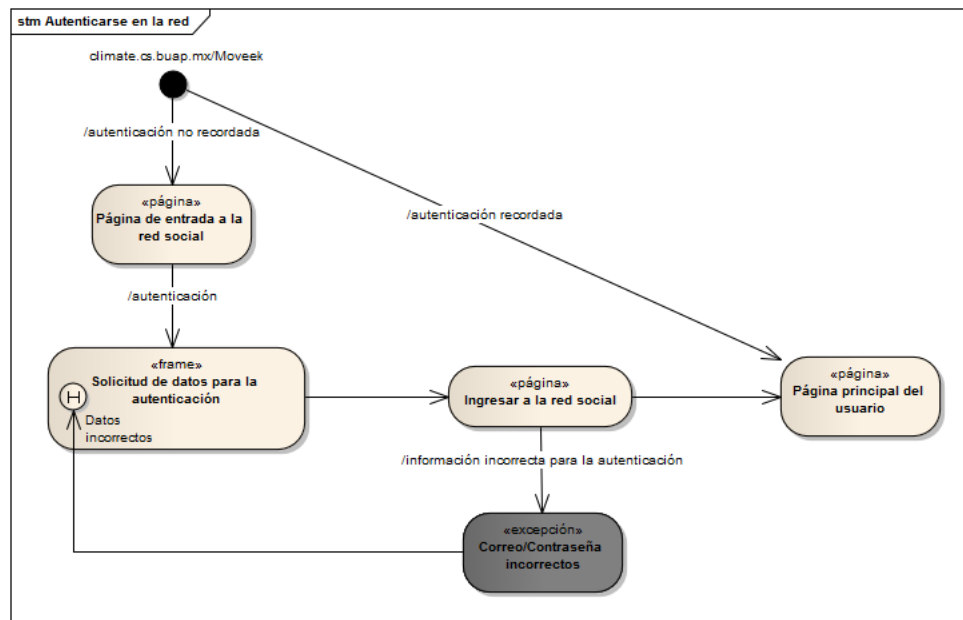 stm Autenticarse en la red
climate.cs.buap.mx/Moveek
/autenticación no recordada
«página»
Página de entrada a la
red social
/autenticación recordada
/autenticación
«frame»
Solicitud de datos para la
autenticación
H
Datos
incorrectos
«página»
Ingresar a la red social
«página»
Página principal del
usuario
/información incorrecta para la autenticación
«excepción»
Correo/Contraseña
incorrectos